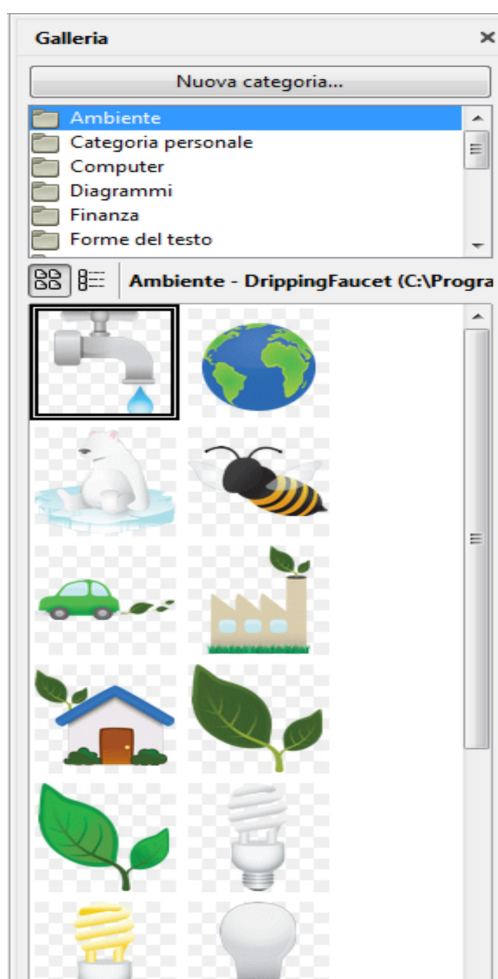 Galleria
Nuova categoria...
Ambiente
Categoria personale
Computer
Diagrammi
Finanza
Forme del testo
Ambiente - DrippingFaucet (C:\Progra